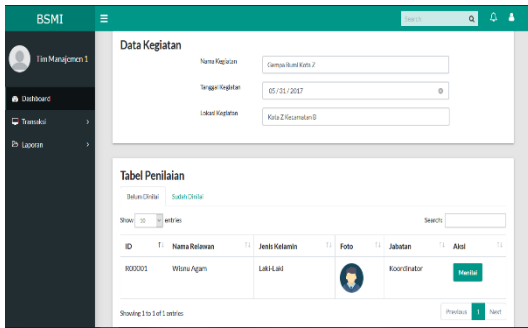 BSMI
Search
Tim Manajemen 1
Dashboard
Transaksi
Laporan
Data Kegiatan
Nama Kegiatan
Gempa Bumi Kota Z
Tanggal Kegiatan
05/31/2017
Lokasi Kegiatan
Kota Z Kecamatan B
Tabel Penilaian
Belum Dinilai Sudah Dinilai
Show 10 entries
Search:
ID Nama Relawan Jenis Kelamin Foto Jabatan Aksi
R00001 Wisnu Agam Laki-Laki Koordinator Menilai
Showing 1 to 1 of 1 entries
Previous 1 Next